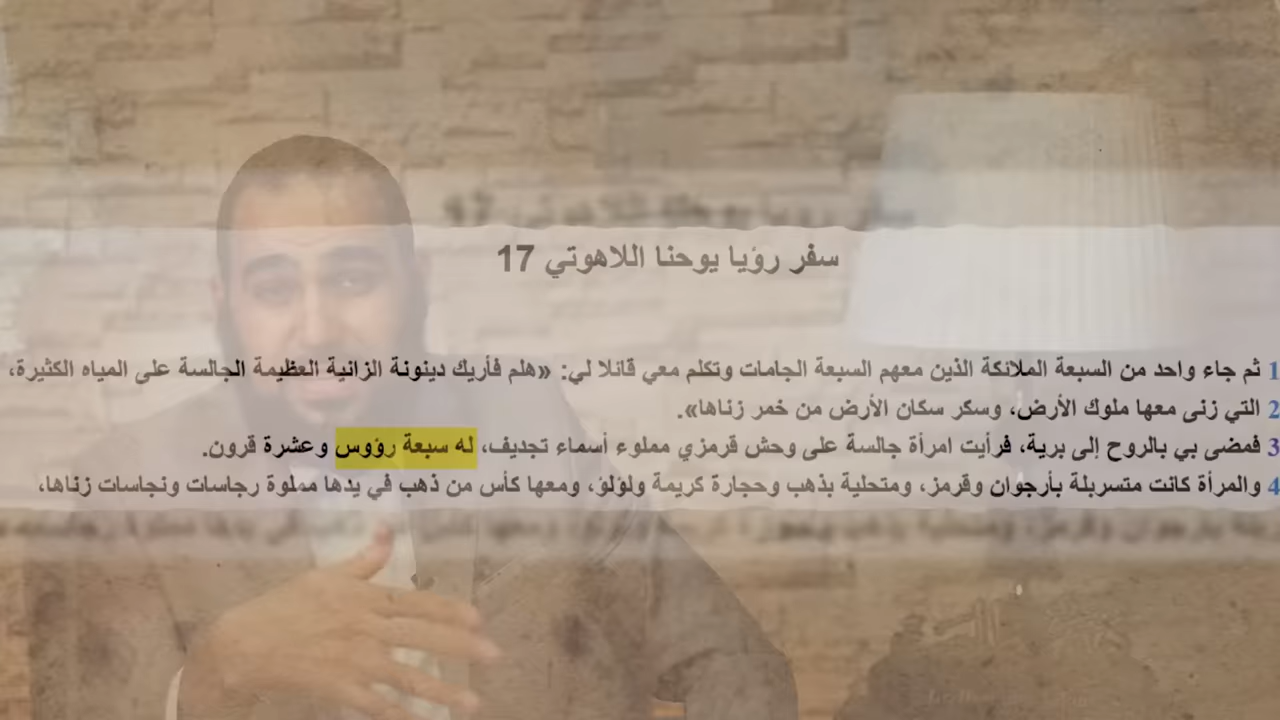 سفر رؤيا يوحنا اللاهوتي 17
1 ثم جاء واحد من السبعة الملائكة الذين معهم السبعة الجامات وتكلم معي قائلا لي: «هلم فأريك دينونة الزانية العظيمة الجالسة على المياه الكثيرة،
2 التي زنى معها ملوك الأرض، وسكر سكان الأرض من خمر زناها».
3 فمضى بي بالروح إلى برية، فرأيت امرأة جالسة على وحش قرمزي مملوء أسماء تجديف، له سبعة رؤوس وعشرة قرون.
4 والمرأة كانت متسربلة بأرجوان وقرمز، ومتحلية بذهب وحجارة كريمة ولؤلؤ، ومعها كأس من ذهب في يدها مملوة رجاسات ونجاسات زناها،